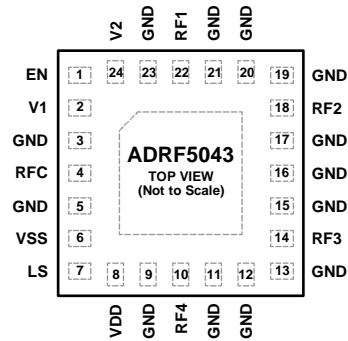 V2 GND RF1 GND GND
24 23 22 21 20
EN 1 19 GND
V1 2 18 RF2
GND 3 17 GND
RFC 4 16 GND
GND 5 15 GND
VSS 6 14 RF3
LS 7 13 GND
ADRF5043
TOP VIEW
(Not to Scale)
8 9 10 11 12
VDD GND RF4 GND GND